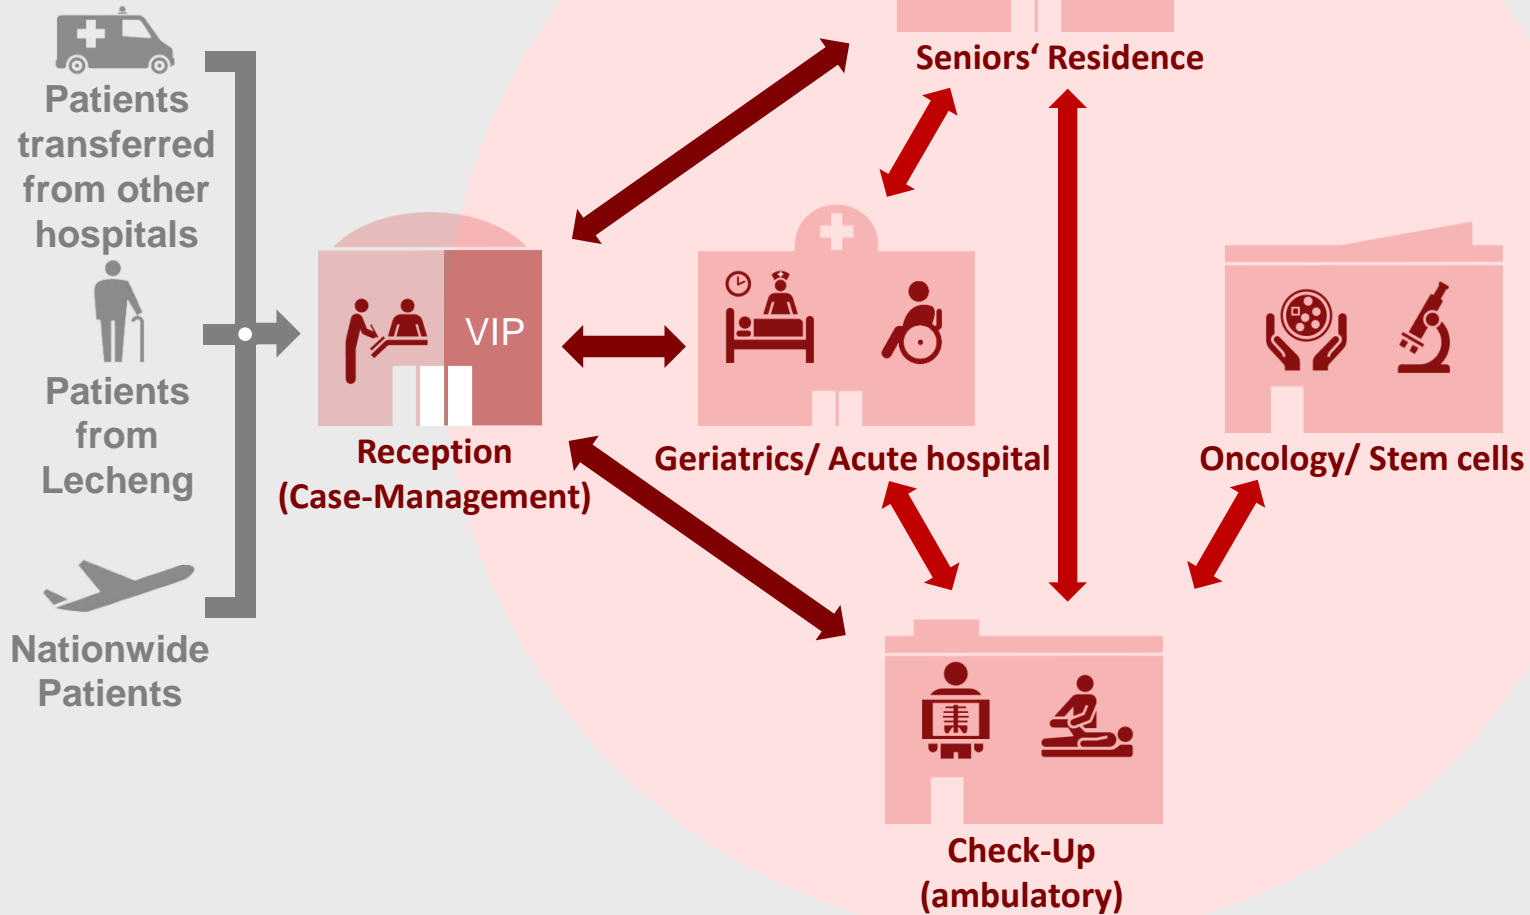 Patients
transferred
from other
hospitals
Patients
from
Lecheng
Nationwide
Patients
VIP
Reception
(Case-Management)
Seniors‘ Residence
Geriatrics/ Acute hospital
Oncology/ Stem cells
Check-Up
(ambulatory)